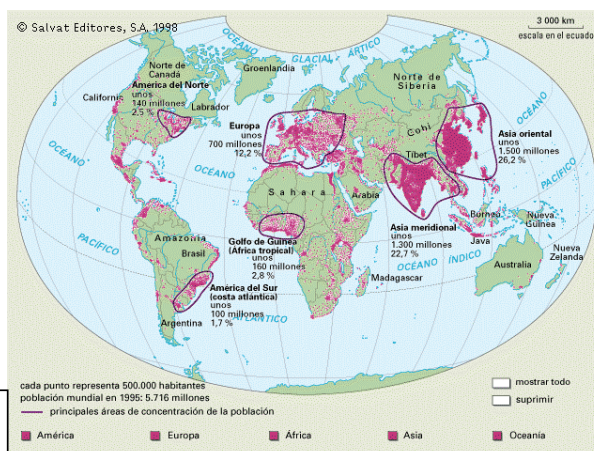 © Salvat Editores, S.A. 1998
3 000 km
escala en el ecuador
OCÉANO
GLACIAL
ÁRTICO
Groenlandia
Norte de
Canadá
América del Norte
unos
140 millones
2,5 %
California
Labrador
Norte de
Siberia
Europa
unos
700 millones
12,2 %
Gobi
Tibet
Asia oriental
unos
1.500 millones
26,2 %
OCÉANO
OCÉANO
OCÉANO
PACÍFICO
Sahara
Arabia
Asia meridional
unos
1.300 millones
22,7 %
Borneo
Nueva
Guinea
Java
PACÍFICO
Amazonia
Brasil
Golfo de Guinea
(África tropical)
unos
160 millones
2,8 %
OCÉANO ÍNDICO
Madagascar
Australia
Nueva
Zelanda
América del Sur
(costa atlántica)
unos
100 millones
1,7 %
ATLÁNTICO
Argentina
cada punto representa 500.000 habitantes
población mundial en 1995: 5.716 millones
principales áreas de concentración de la población
mostrar todo
suprimir
América
Europa
África
Asia
Oceanía